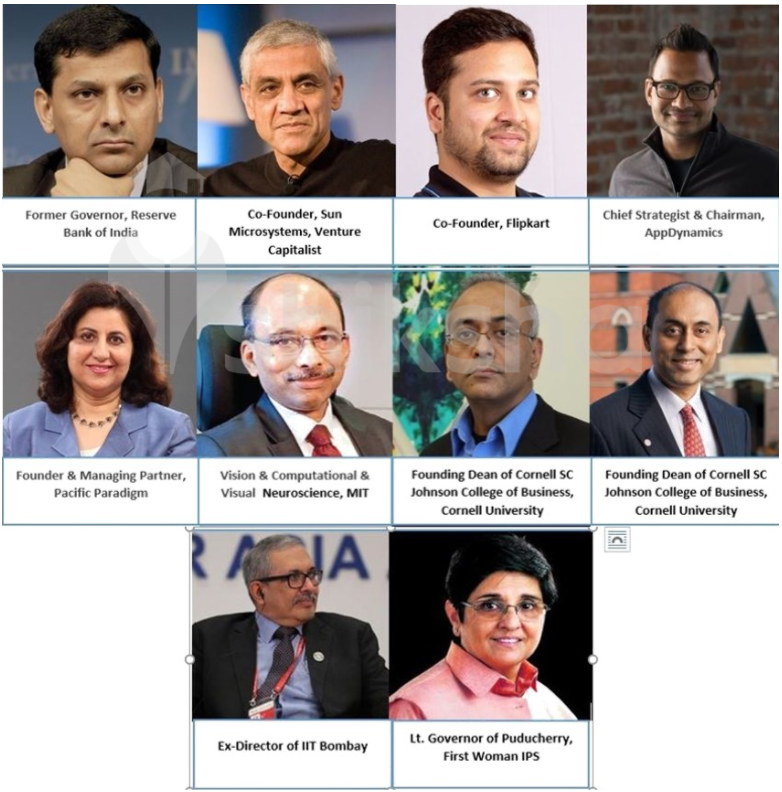 Former Governor, Reserve
Bank of India
Co-Founder, Sun
Microsystems, Venture
Capitalist
Co-Founder, Flipkart
Chief Strategist & Chairman,
AppDynamics
Founder & Managing Partner,
Pacific Paradigm
Vision & Computational &
Visual Neuroscience, MIT
Founding Dean of Cornell SC
Johnson College of Business,
Cornell University
Founding Dean of Cornell SC
Johnson College of Business,
Cornell University
R ASIA
Ex-Director of IIT Bombay
Lt. Governor of Puducherry,
First Woman IPS